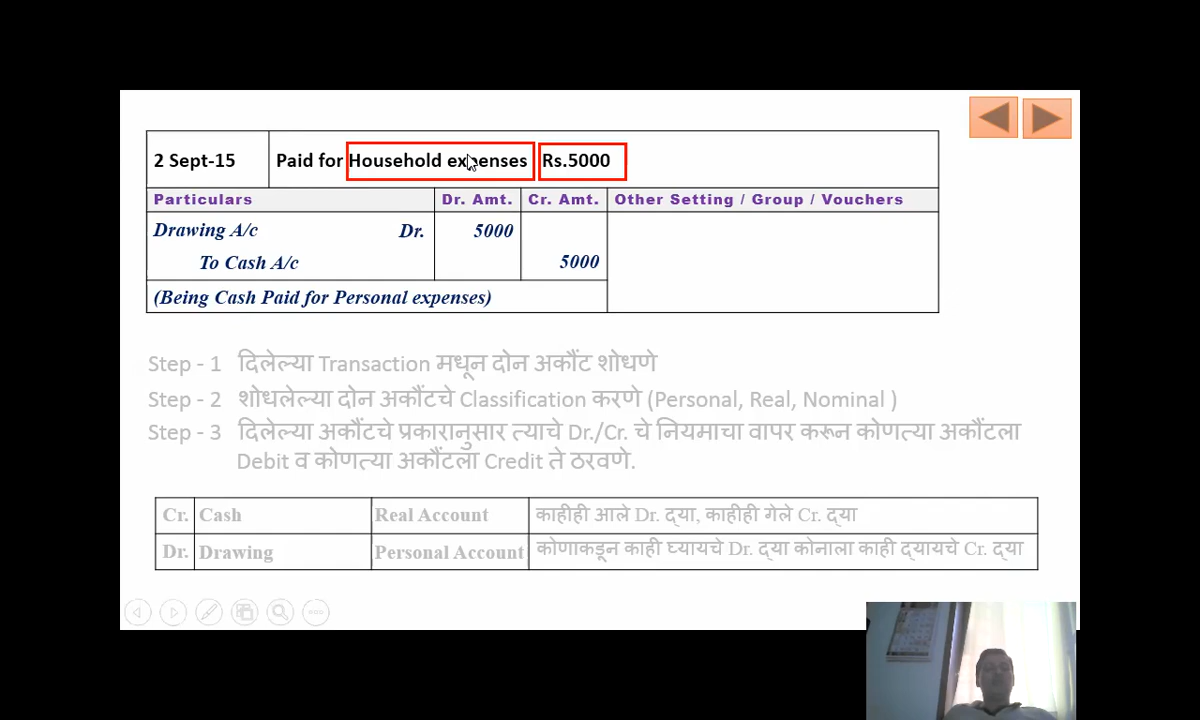 2 Sept-15 Paid for Household expenses Rs.5000
Particulars Dr. Amt. Cr. Amt. Other Setting / Group / Vouchers
Drawing A/c Dr. 5000
To Cash A/c 5000
(Being Cash Paid for Personal expenses)
Step - 1 दिलेल्या Transaction मधून दोन अकौंट शोधणे
Step - 2 शोधलेल्या दोन अकौंटचे Classification करणे (Personal, Real, Nominal )
Step - 3 दिलेल्या अकौंटचे प्रकारानुसार त्याचे Dr./Cr. चे नियमाचा वापर करून कोणत्या अकौंटला
Debit व कोणत्या अकौंटला Credit ते ठरवणे.
Cr. Cash Real Account काहीही आले Dr. द्या, काहीही गेले Cr. द्या
Dr. Drawing Personal Account कोणाकडून काही घ्यायचे Dr. द्या कोनाला काही द्यायचे Cr. द्या